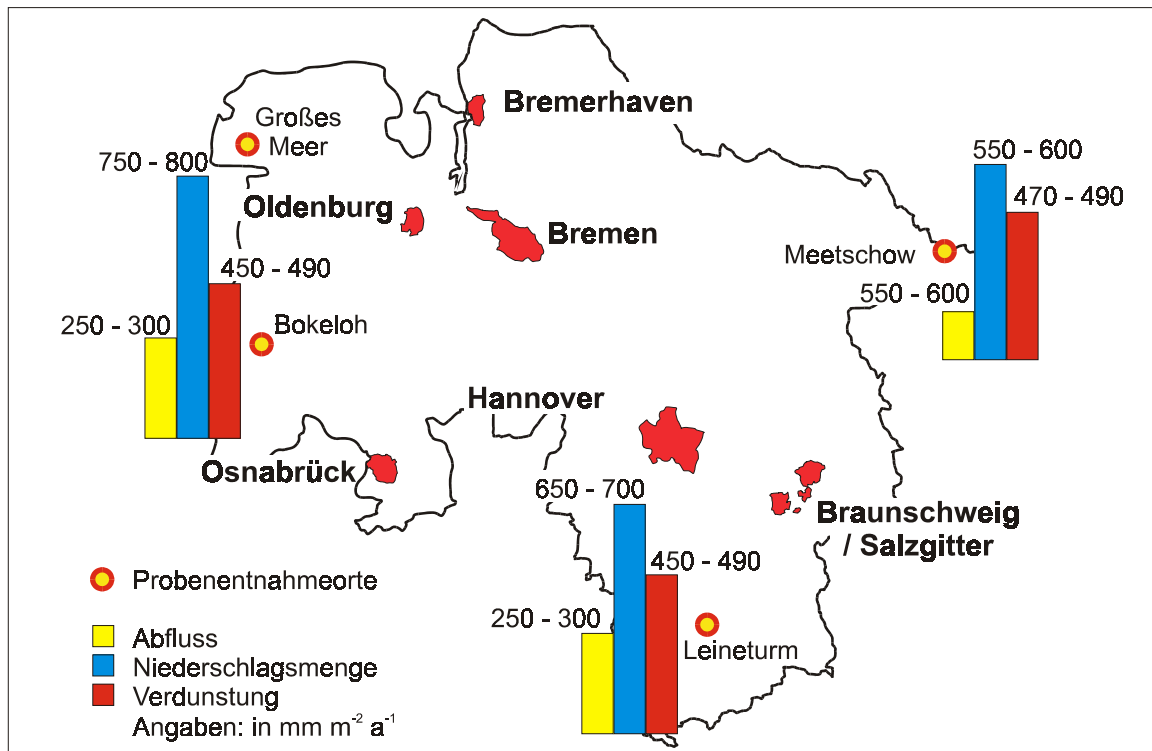 Bremerhaven
Großes
Meer
750 - 800
550 - 600
470 - 490
Oldenburg
Bremen
Meetschow
450 - 490
550 - 600
250 - 300
Bokeloh
Hannover
Osnabrück
650 - 700
Braunschweig
/ Salzgitter
450 - 490
250 - 300
Leineturm
Probenentnahmeorte
Abfluss
Niederschlagsmenge
Verdunstung
Angaben: in mm m⁻² a⁻¹